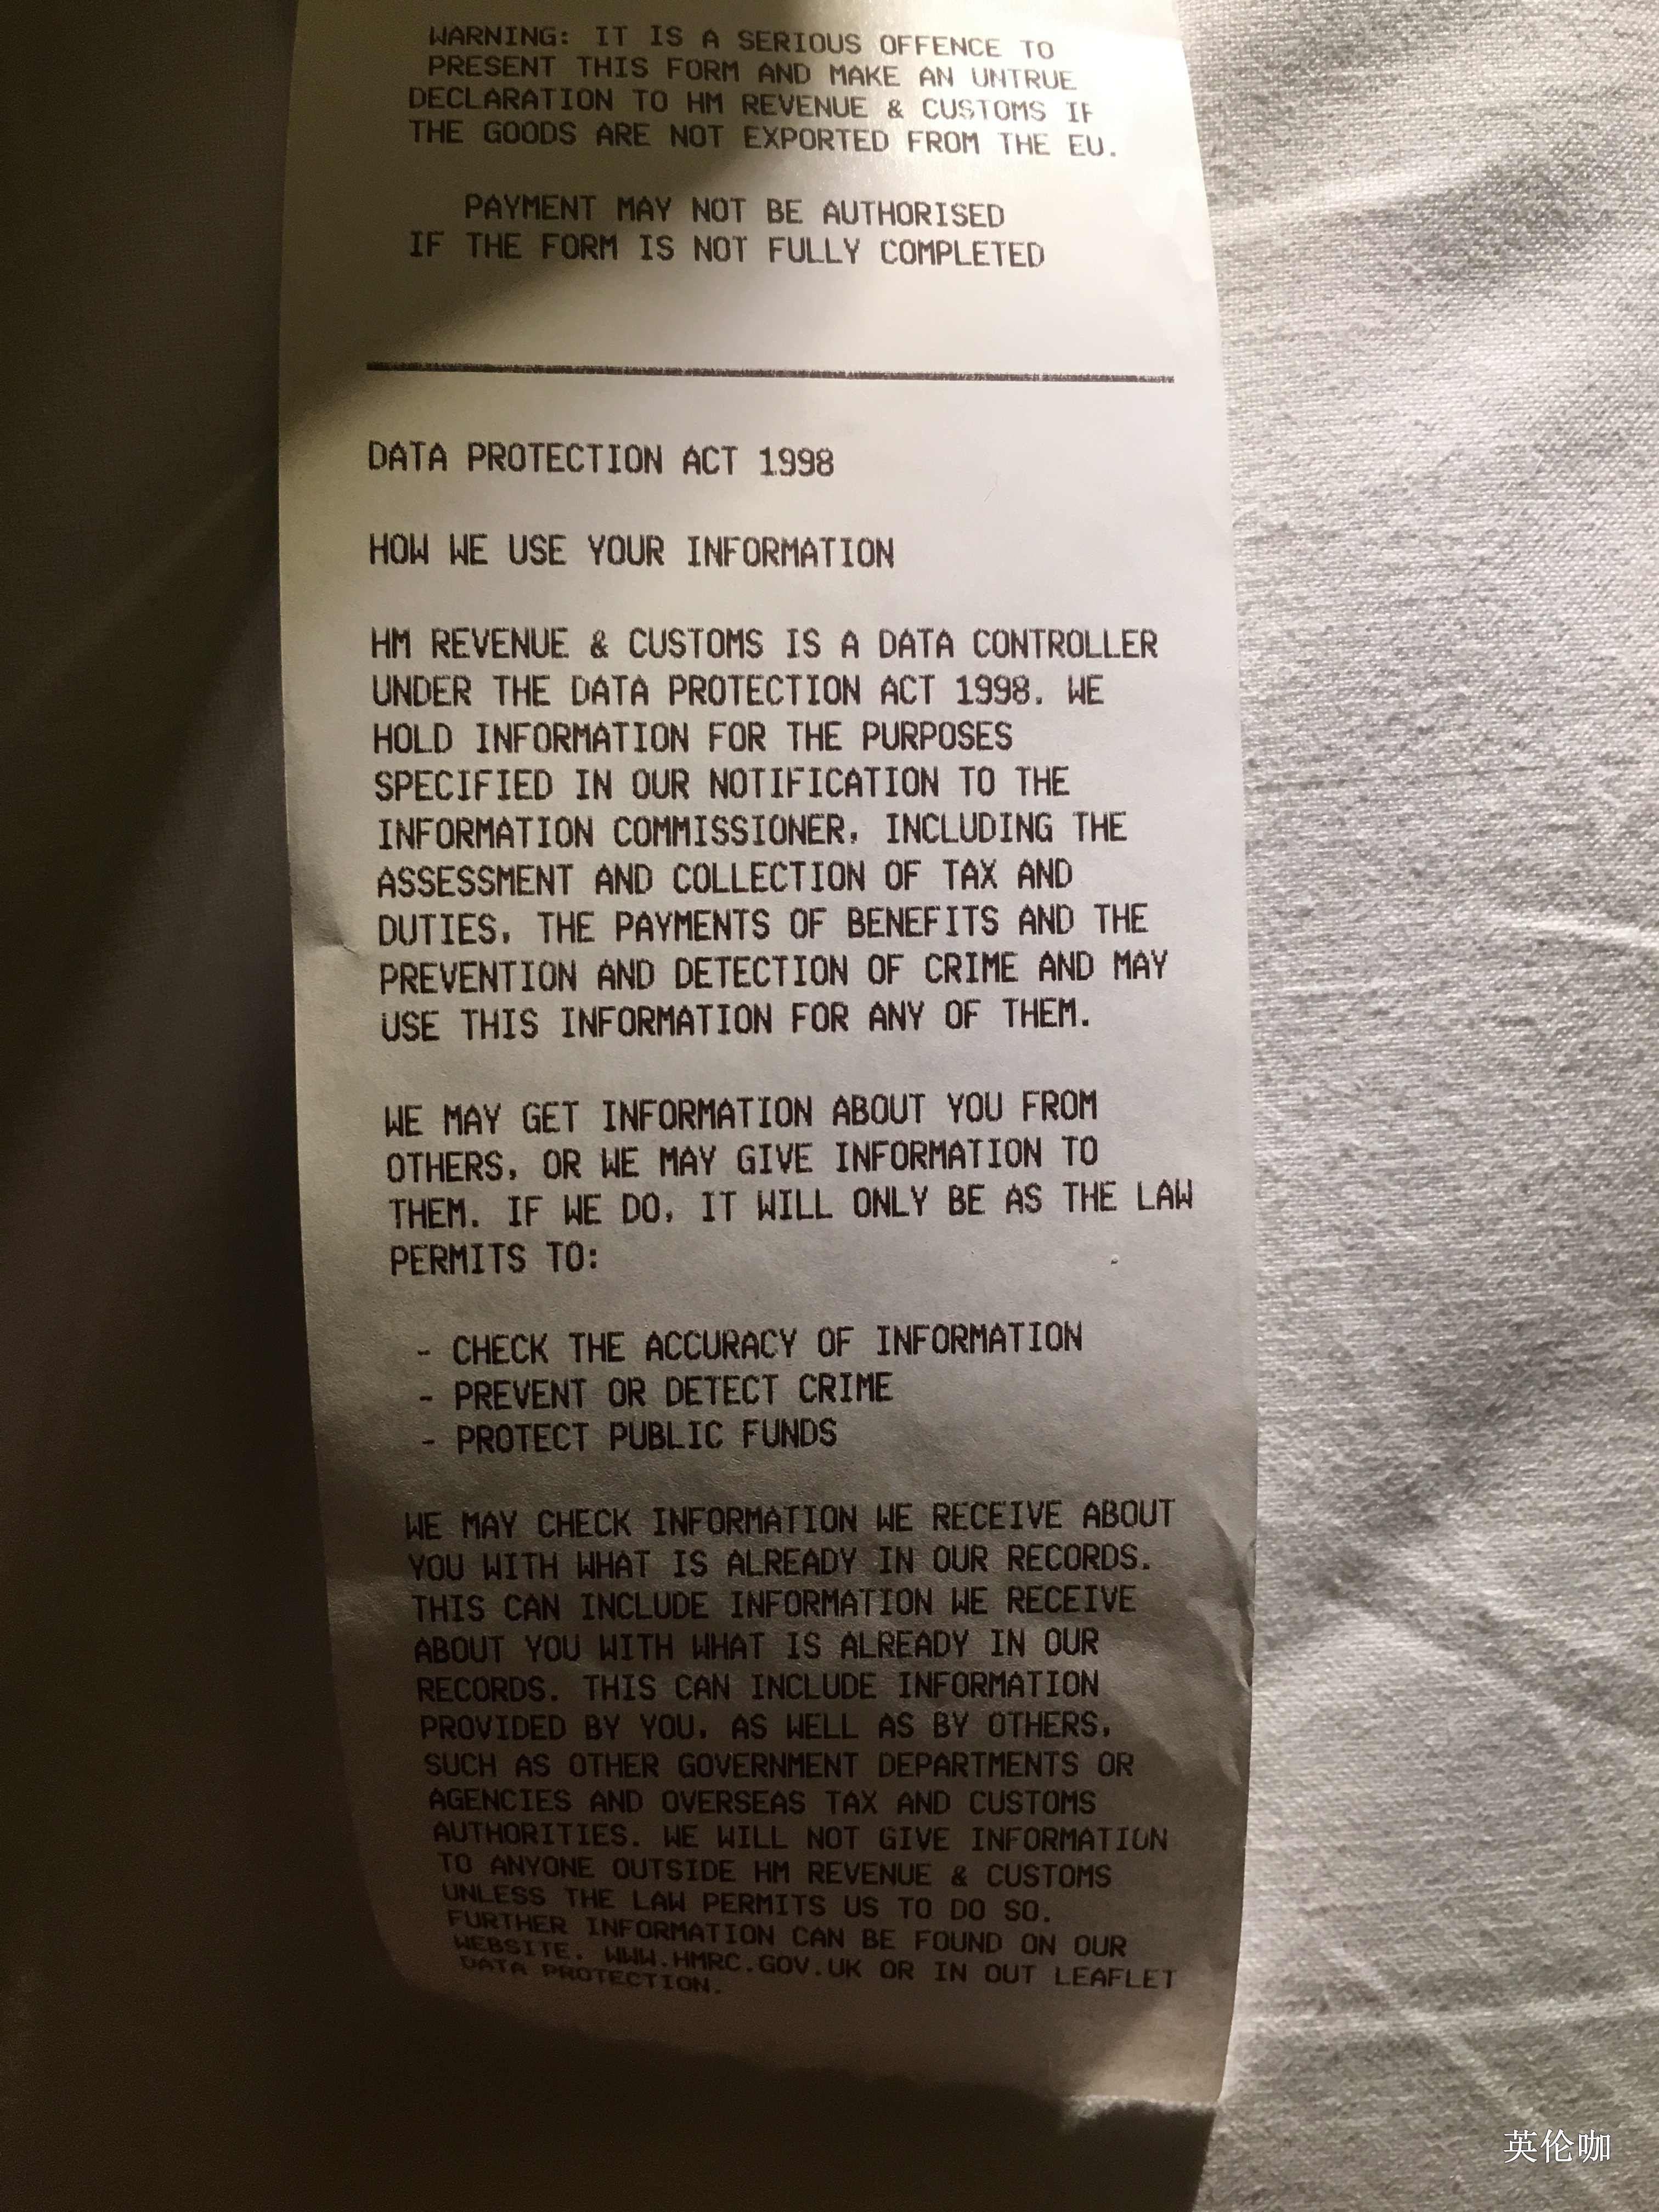 WARNING: IT IS A SERIOUS OFFENCE TO
PRESENT THIS FORM AND MAKE AN UNTRUE
DECLARATION TO HM REVENUE & CUSTOMS IF
THE GOODS ARE NOT EXPORTED FROM THE EU.
PAYMENT MAY NOT BE AUTHORISED
IF THE FORM IS NOT FULLY COMPLETED
DATA PROTECTION ACT 1998
HOW WE USE YOUR INFORMATION
HM REVENUE & CUSTOMS IS A DATA CONTROLLER
UNDER THE DATA PROTECTION ACT 1998. WE
HOLD INFORMATION FOR THE PURPOSES
SPECIFIED IN OUR NOTIFICATION TO THE
INFORMATION COMMISSIONER, INCLUDING THE
ASSESSMENT AND COLLECTION OF TAX AND
DUTIES, THE PAYMENTS OF BENEFITS AND THE
PREVENTION AND DETECTION OF CRIME AND MAY
USE THIS INFORMATION FOR ANY OF THEM.
WE MAY GET INFORMATION ABOUT YOU FROM
OTHERS, OR WE MAY GIVE INFORMATION TO
THEM. IF WE DO, IT WILL ONLY BE AS THE LAW
PERMITS TO:
- CHECK THE ACCURACY OF INFORMATION
- PREVENT OR DETECT CRIME
- PROTECT PUBLIC FUNDS
WE MAY CHECK INFORMATION WE RECEIVE ABOUT
YOU WITH WHAT IS ALREADY IN OUR RECORDS.
THIS CAN INCLUDE INFORMATION WE RECEIVE
ABOUT YOU WITH WHAT IS ALREADY IN OUR
RECORDS. THIS CAN INCLUDE INFORMATION
PROVIDED BY YOU, AS WELL AS BY OTHERS,
SUCH AS OTHER GOVERNMENT DEPARTMENTS OR
AGENCIES AND OVERSEAS TAX AND CUSTOMS
AUTHORITIES. WE WILL NOT GIVE INFORMATION
TO ANYONE OUTSIDE HM REVENUE & CUSTOMS
UNLESS THE LAW PERMITS US TO DO SO.
FURTHER INFORMATION CAN BE FOUND ON OUR
WEBSITE, WWW.HMRC.GOV.UK OR IN OUT LEAFLET
DATA PROTECTION.
英伦咖